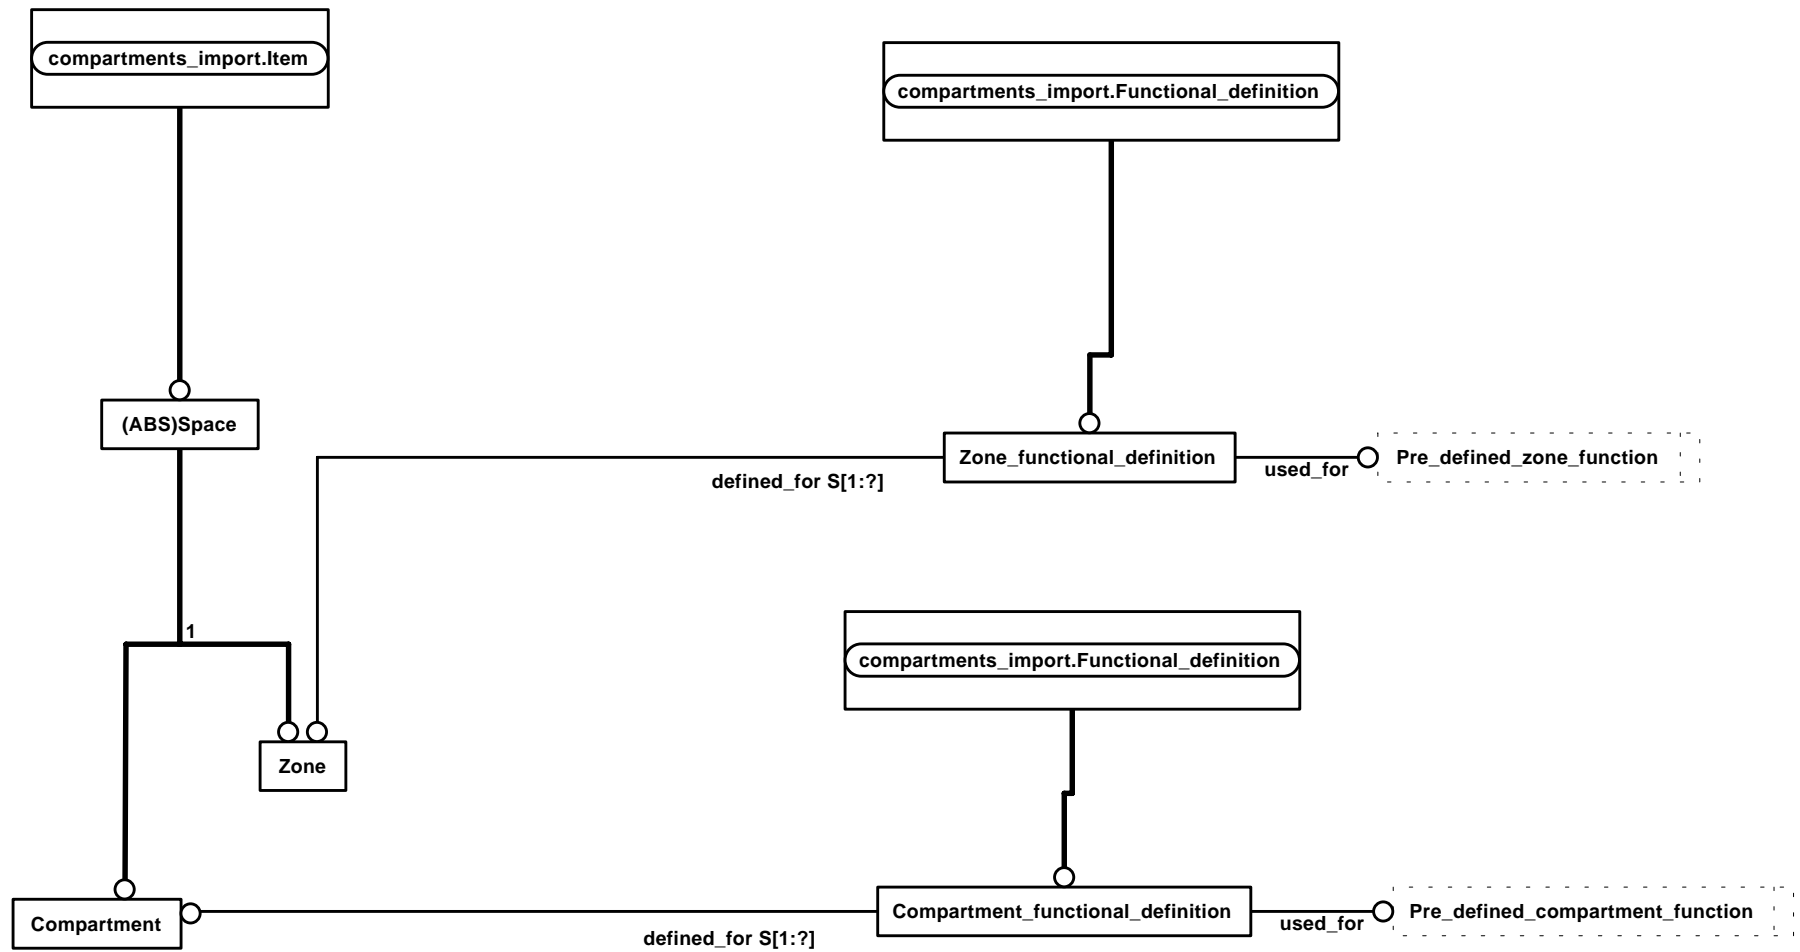 compartments_import.Item
compartments_import.Functional_definition
(ABS)Space
Zone_functional_definition
used_for
Pre_defined_zone_function
defined_for S[1:?]
1
compartments_import.Functional_definition
Zone
Compartment
defined_for S[1:?]
Compartment_functional_definition
used_for
Pre_defined_compartment_function